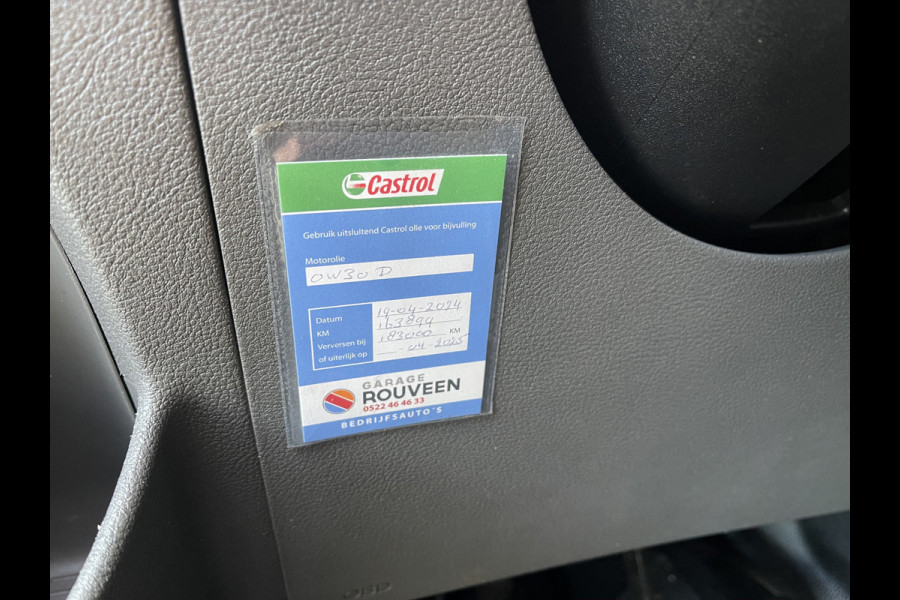 Castrol
Gebruik uitsluitend Castrol olie voor bijvulling
Motorolie
0W30 D
Datum 19-04-2024
KM 163894
Verversen bij 183000 KM
of uiterlijk op -04-2025
GARAGE
ROUVEEN
0522 46 46 33
BEDRIJFSAUTO'S
OBD